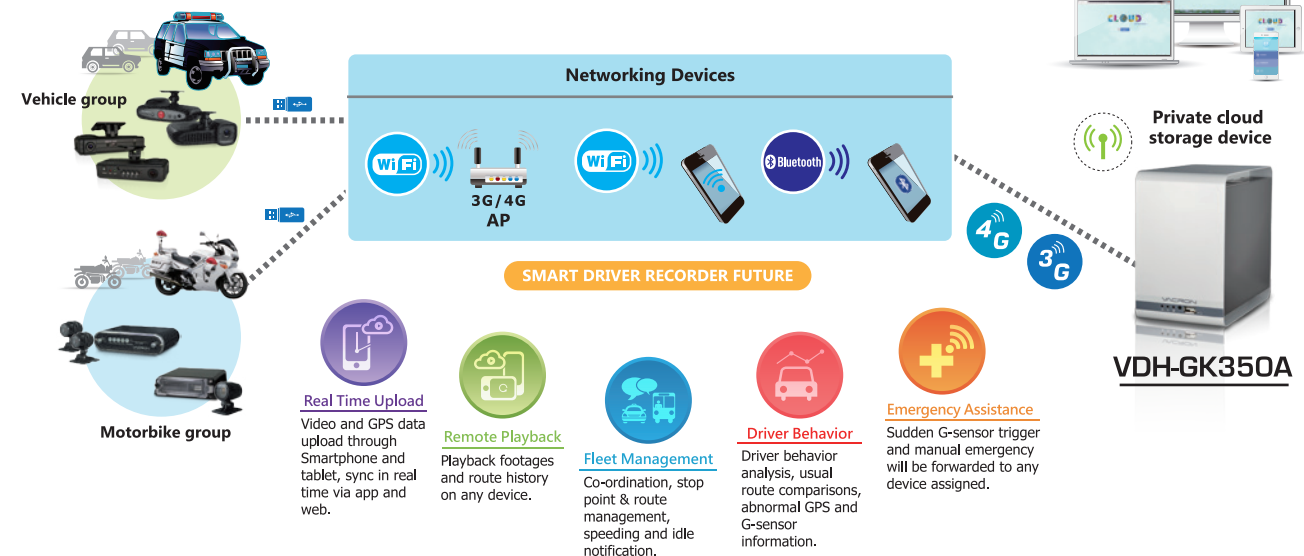 CLOUD
CLOUD
CLOUD
Networking Devices
Vehicle group
Private cloud
storage device
WiFi
WiFi
Bluetooth
3G/4G
AP
4G
3G
SMART DRIVER RECORDER FUTURE
VACRON
VDH-GK350A
Motorbike group
Real Time Upload
Video and GPS data
upload through
Smartphone and
tablet, sync in real
time via app and
web.
Remote Playback
Playback footages
and route history
on any device.
Fleet Management
Co-ordination, stop
point & route
management,
speeding and idle
notification.
Driver Behavior
Driver behavior
analysis, usual
route comparisons,
abnormal GPS and
G-sensor
information.
Emergency Assistance
Sudden G-sensor trigger
and manual emergency
will be forwarded to any
device assigned.